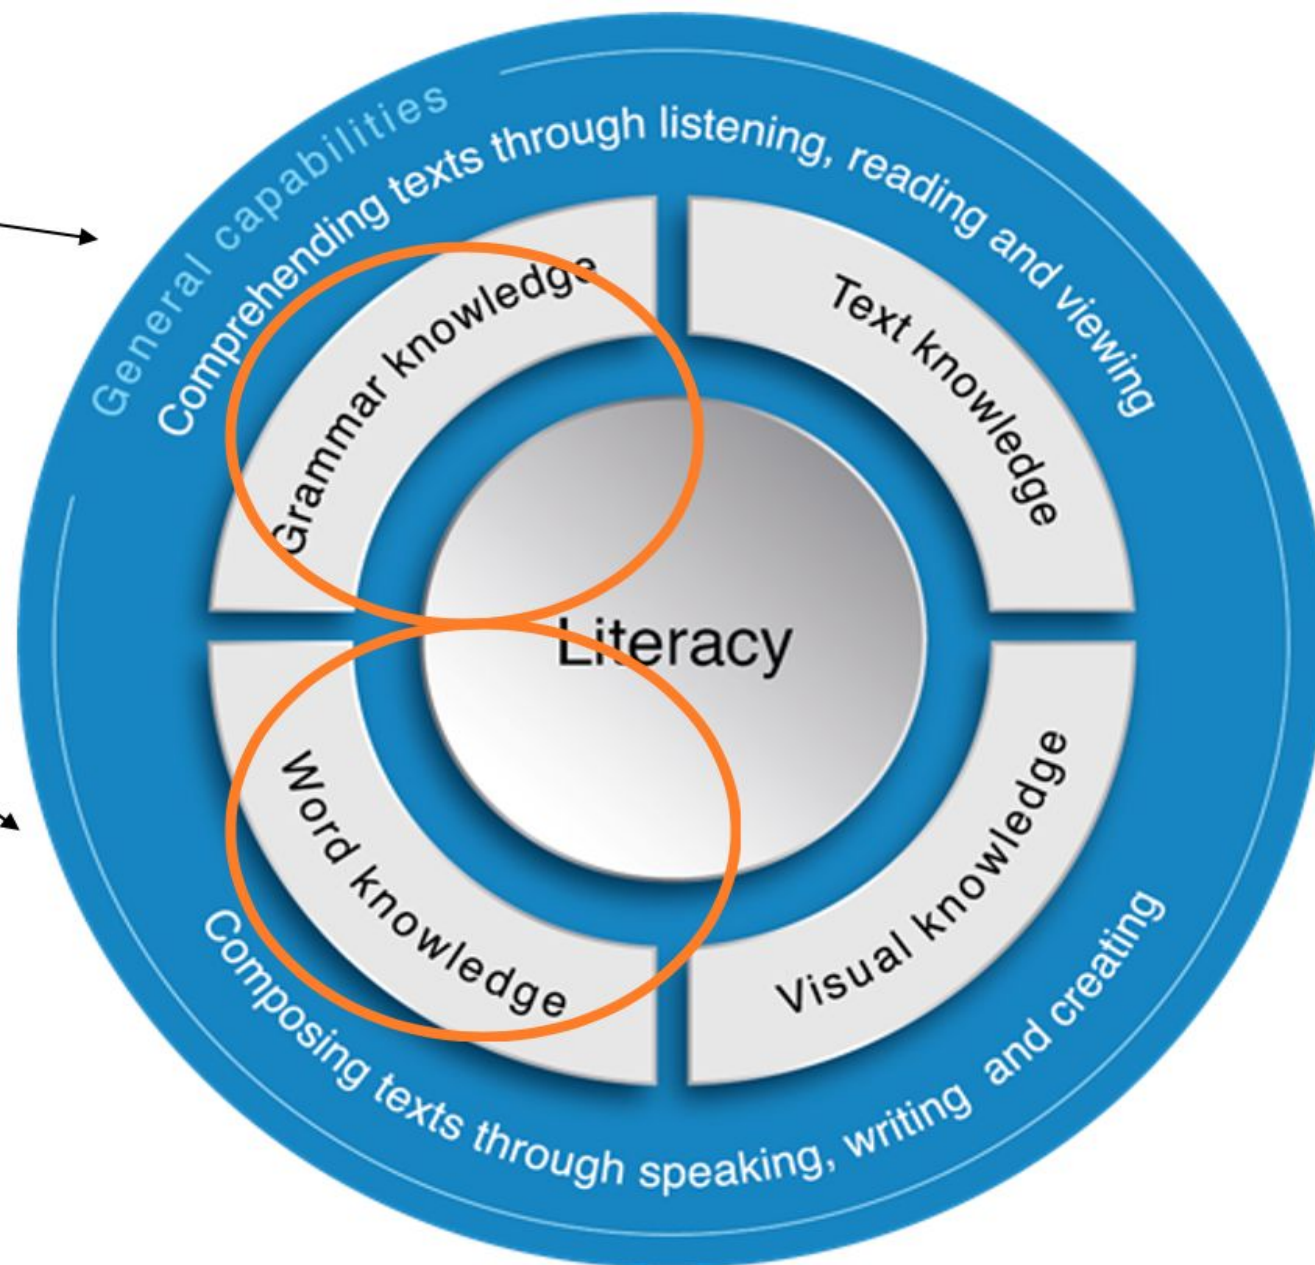 General capabilities
Comprehending texts through listening, reading and viewing
Grammar knowledge
Text knowledge
Literacy
Word knowledge
Visual knowledge
Composing texts through speaking, writing and creating